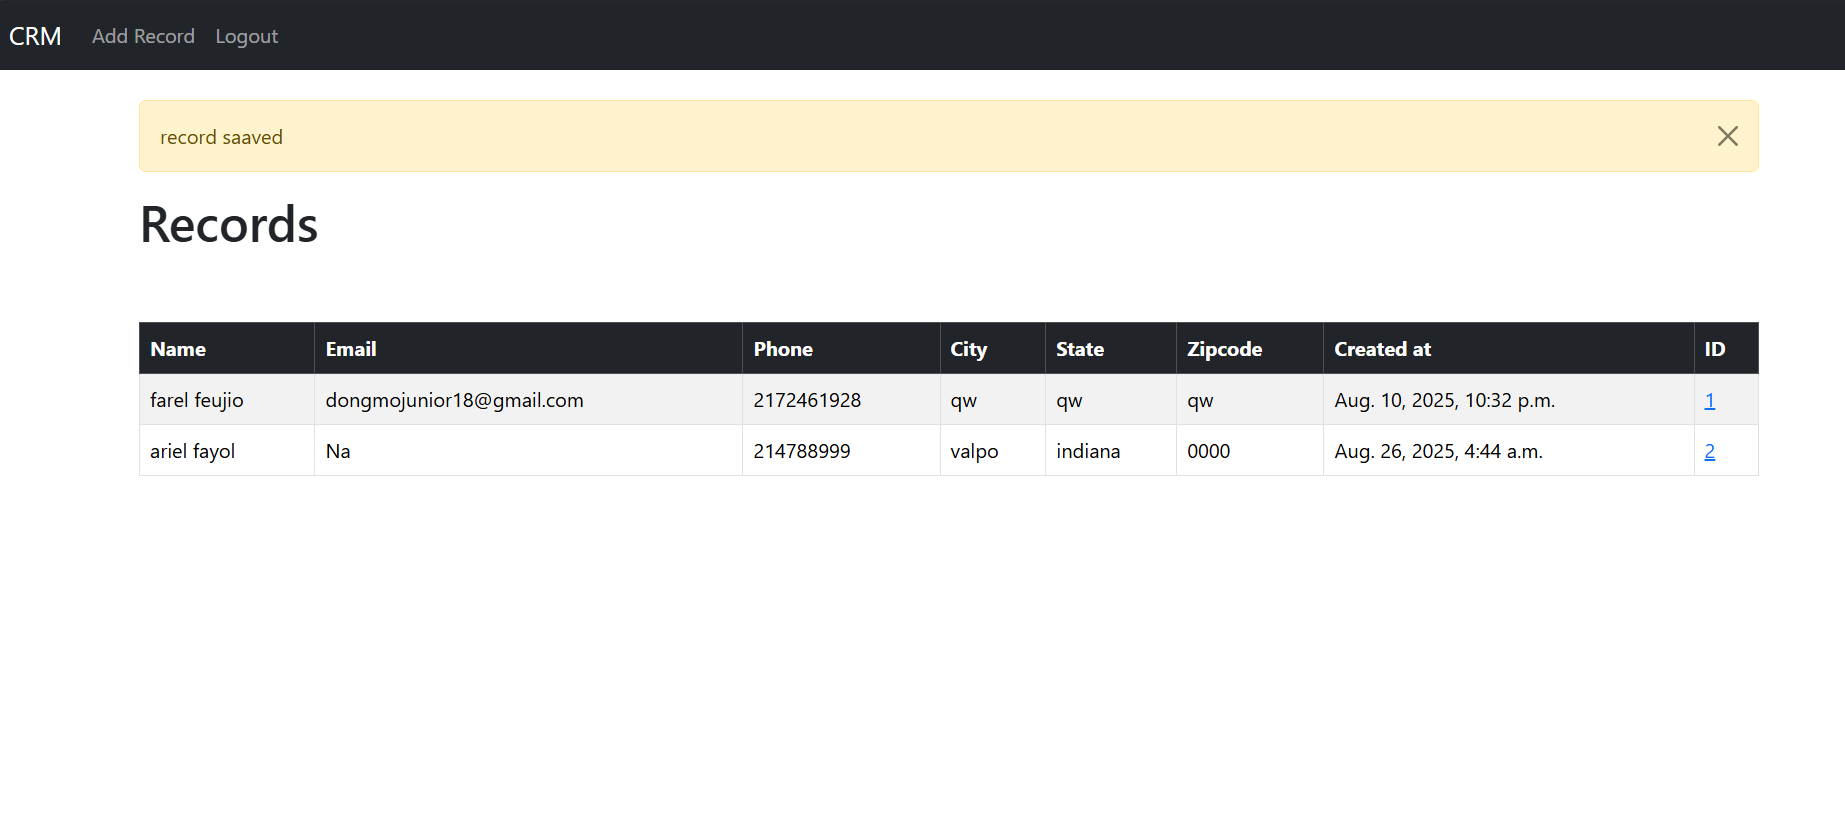 CRM Add Record Logout
record saaved
Records
Name Email Phone City State Zipcode Created at ID
farel feujio dongmojunior18@gmail.com 2172461928 qw qw qw Aug. 10, 2025, 10:32 p.m. 1
ariel fayol Na 214788999 valpo indiana 0000 Aug. 26, 2025, 4:44 a.m. 2